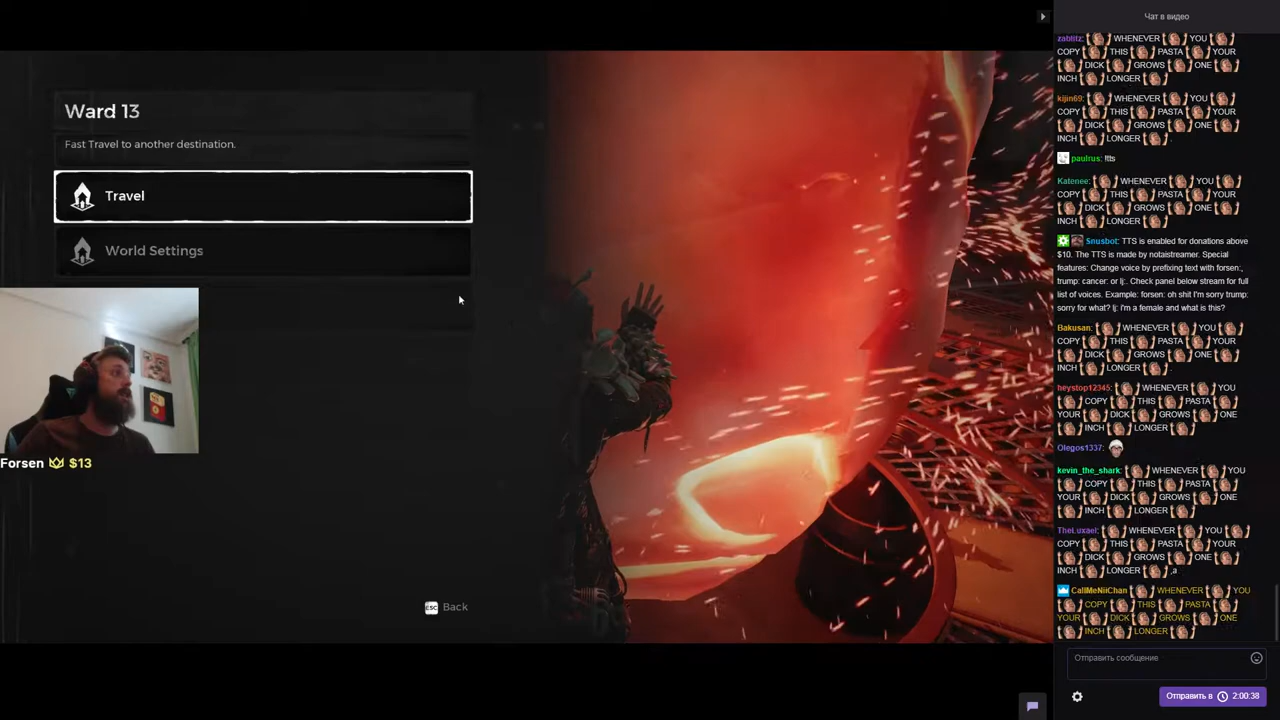 Ward 13
Fast Travel to another destination.
Travel
World Settings
Forsen $13
ESC Back
Чат в видео
zablitz: WHENEVER YOU
COPY THIS PASTA YOUR
DICK GROWS ONE
INCH LONGER
kijin69: WHENEVER YOU
COPY THIS PASTA YOUR
DICK GROWS ONE
INCH LONGER .
paulrus: !tts
Katenee: WHENEVER YOU
COPY THIS PASTA YOUR
DICK GROWS ONE
INCH LONGER
Snusbot: TTS is enabled for donations above
$10. The TTS is made by notaistreamer. Special
features: Change voice by prefixing text with forsen:,
trump: cancer: or lj:. Check panel below stream for full
list of voices. Example: forsen: oh shit I'm sorry trump:
sorry for what? lj: i'm a female and what is this?
Bakusan: WHENEVER YOU
COPY THIS PASTA YOUR
DICK GROWS ONE
INCH LONGER .
heystop12345: WHENEVER YOU
COPY THIS PASTA
YOUR DICK GROWS ONE
INCH LONGER
Olegos1337:
kevin_the_shark: WHENEVER YOU
COPY THIS PASTA
YOUR DICK GROWS ONE
INCH LONGER
TheLuxael: WHENEVER YOU
COPY THIS PASTA
YOUR DICK GROWS ONE
INCH LONGER ,a
CallMeNiiChan WHENEVER YOU
COPY THIS PASTA
YOUR DICK GROWS ONE
INCH LONGER
Отправить сообщение
Отправить в 2:00:38